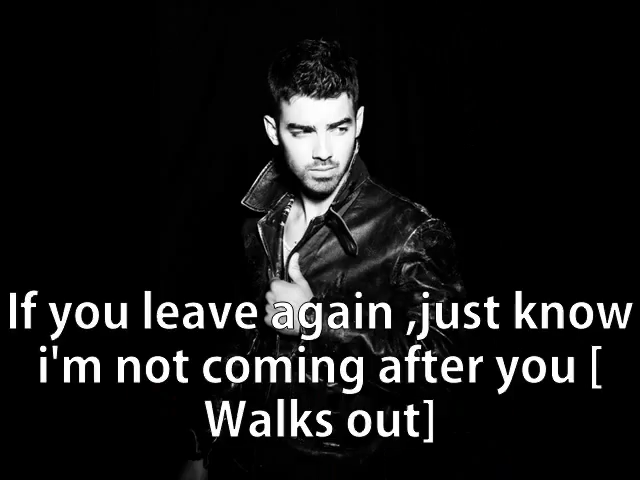 If you leave again ,just know
i'm not coming after you [
Walks out]